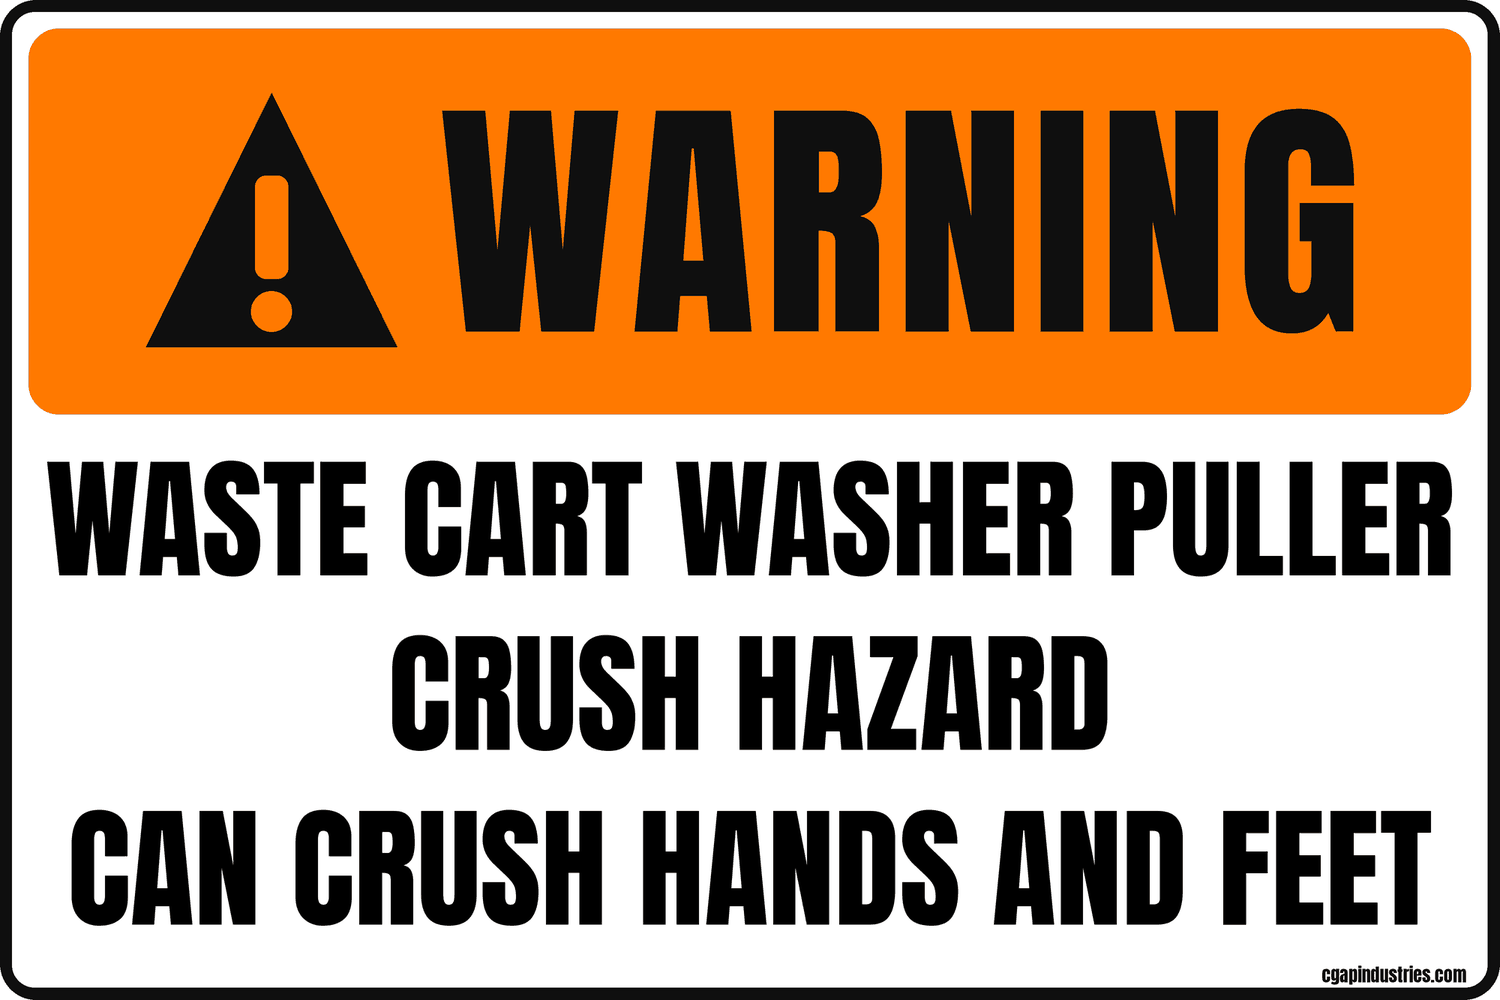 WARNING
WASTE CART WASHER PULLER
CRUSH HAZARD
CAN CRUSH HANDS AND FEET
cgapindustries.com